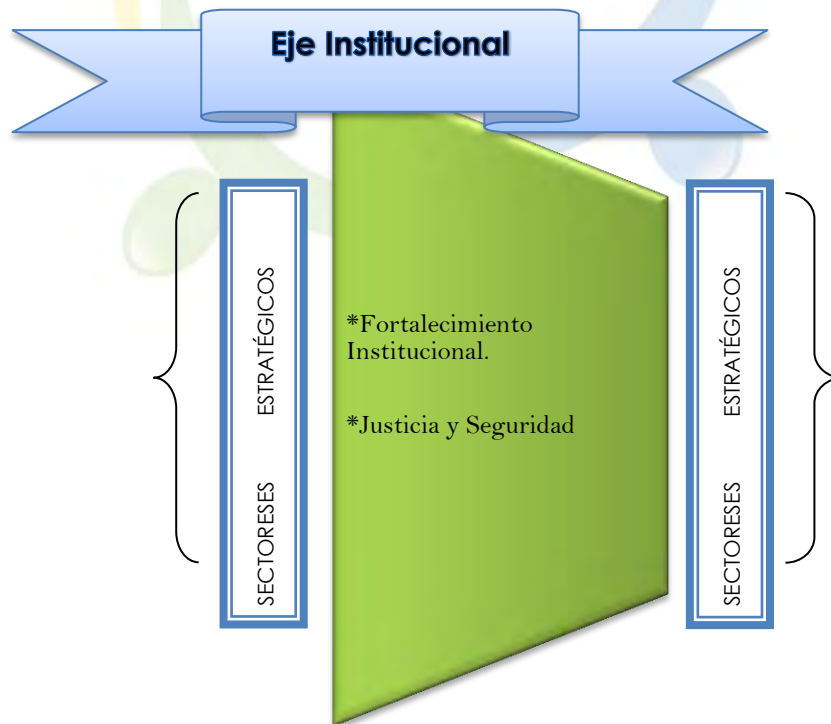 Eje Institucional
SECTORESES ESTRATÉGICOS
*Fortalecimiento
Institucional.
*Justicia y Seguridad
SECTORESES ESTRATÉGICOS